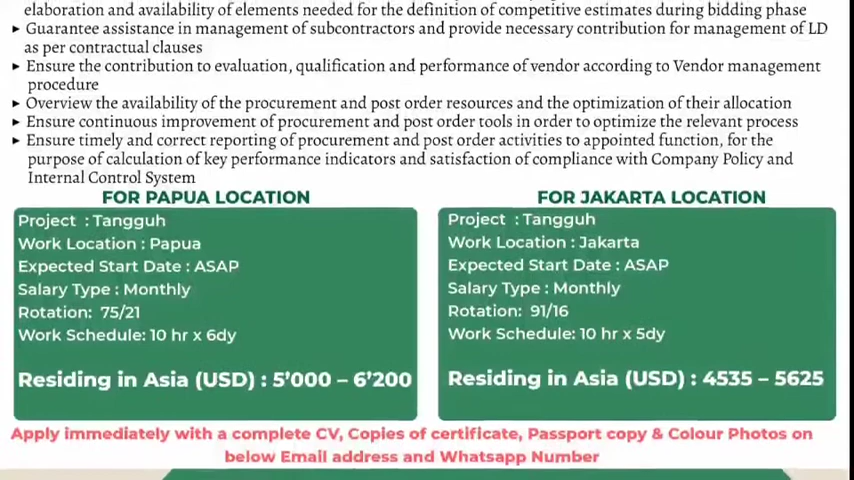 elaboration and availability of elements needed for the definition of competitive estimates during bidding phase
▸ Guarantee assistance in management of subcontractors and provide necessary contribution for management of LD
as per contractual clauses
▸ Ensure the contribution to evaluation, qualification and performance of vendor according to Vendor management
procedure
▸ Overview the availability of the procurement and post order resources and the optimization of their allocation
▸ Ensure continuous improvement of procurement and post order tools in order to optimize the relevant process
▸ Ensure timely and correct reporting of procurement and post order activities to appointed function, for the
purpose of calculation of key performance indicators and satisfaction of compliance with Company Policy and
Internal Control System
FOR PAPUA LOCATION
Project : Tangguh
Work Location : Papua
Expected Start Date : ASAP
Salary Type : Monthly
Rotation: 75/21
Work Schedule: 10 hr x 6dy
Residing in Asia (USD) : 5'000 – 6'200
FOR JAKARTA LOCATION
Project : Tangguh
Work Location : Jakarta
Expected Start Date : ASAP
Salary Type : Monthly
Rotation: 91/16
Work Schedule: 10 hr x 5dy
Residing in Asia (USD) : 4535 – 5625
Apply immediately with a complete CV, Copies of certificate, Passport copy & Colour Photos on
below Email address and Whatsapp Number